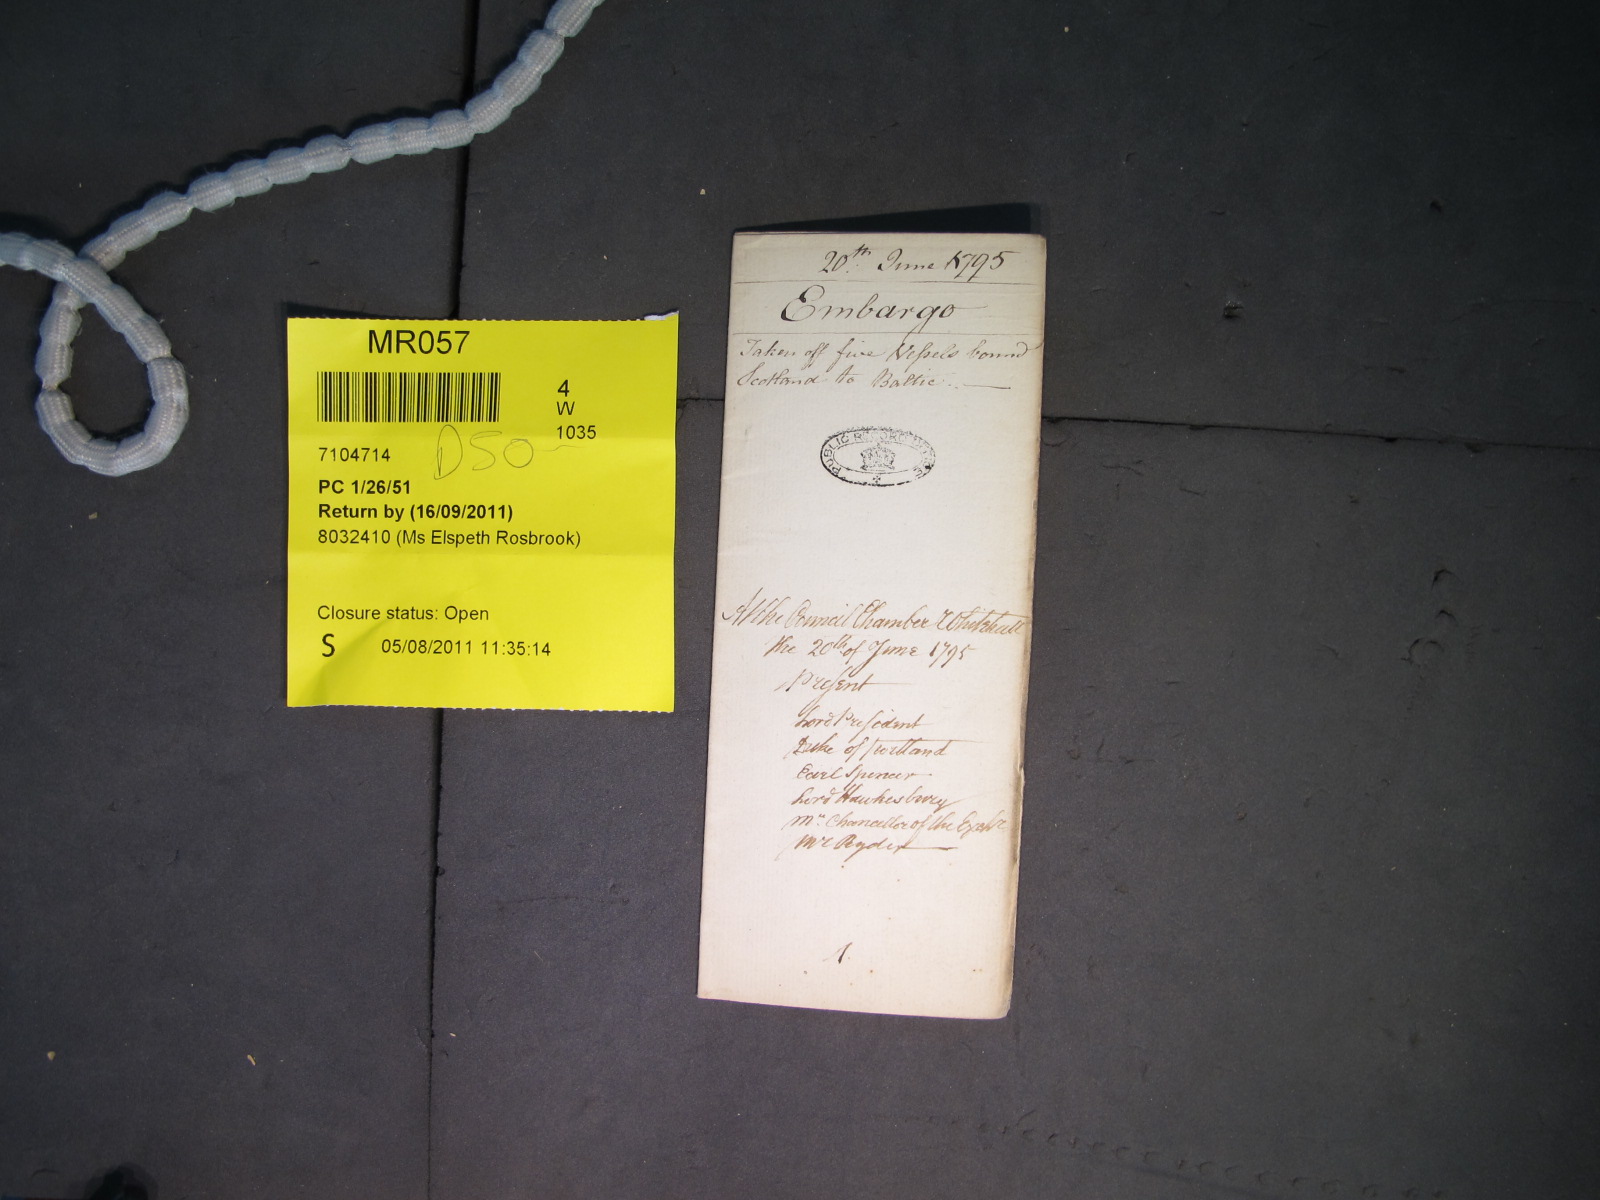 MR057
4
W
1035
7104714
DSO
PC 1/26/51
Return by (16/09/2011)
8032410 (Ms Elspeth Rosbrook)
Closure status: Open
S 05/08/2011 11:35:14
20th June 1795
Embargo
Taken off five Vessels bound
Scotland to Baltic
PUBLIC RECORD OFFICE
At the Council Chamber Whitehall
the 20th of June 1795
Present
Lord President
Duke of Portland
Earl Spencer
Lord Hawkesbury
Mr. Chancellor of the Exchr
Mr Ryder
1